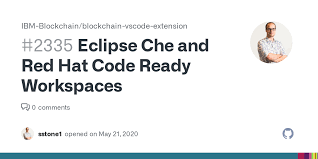 IBM-Blockchain/blockchain-vscode-extension
#2335 Eclipse Che and
Red Hat Code Ready
Workspaces
0 comments
sstone1 opened on May 21, 2020